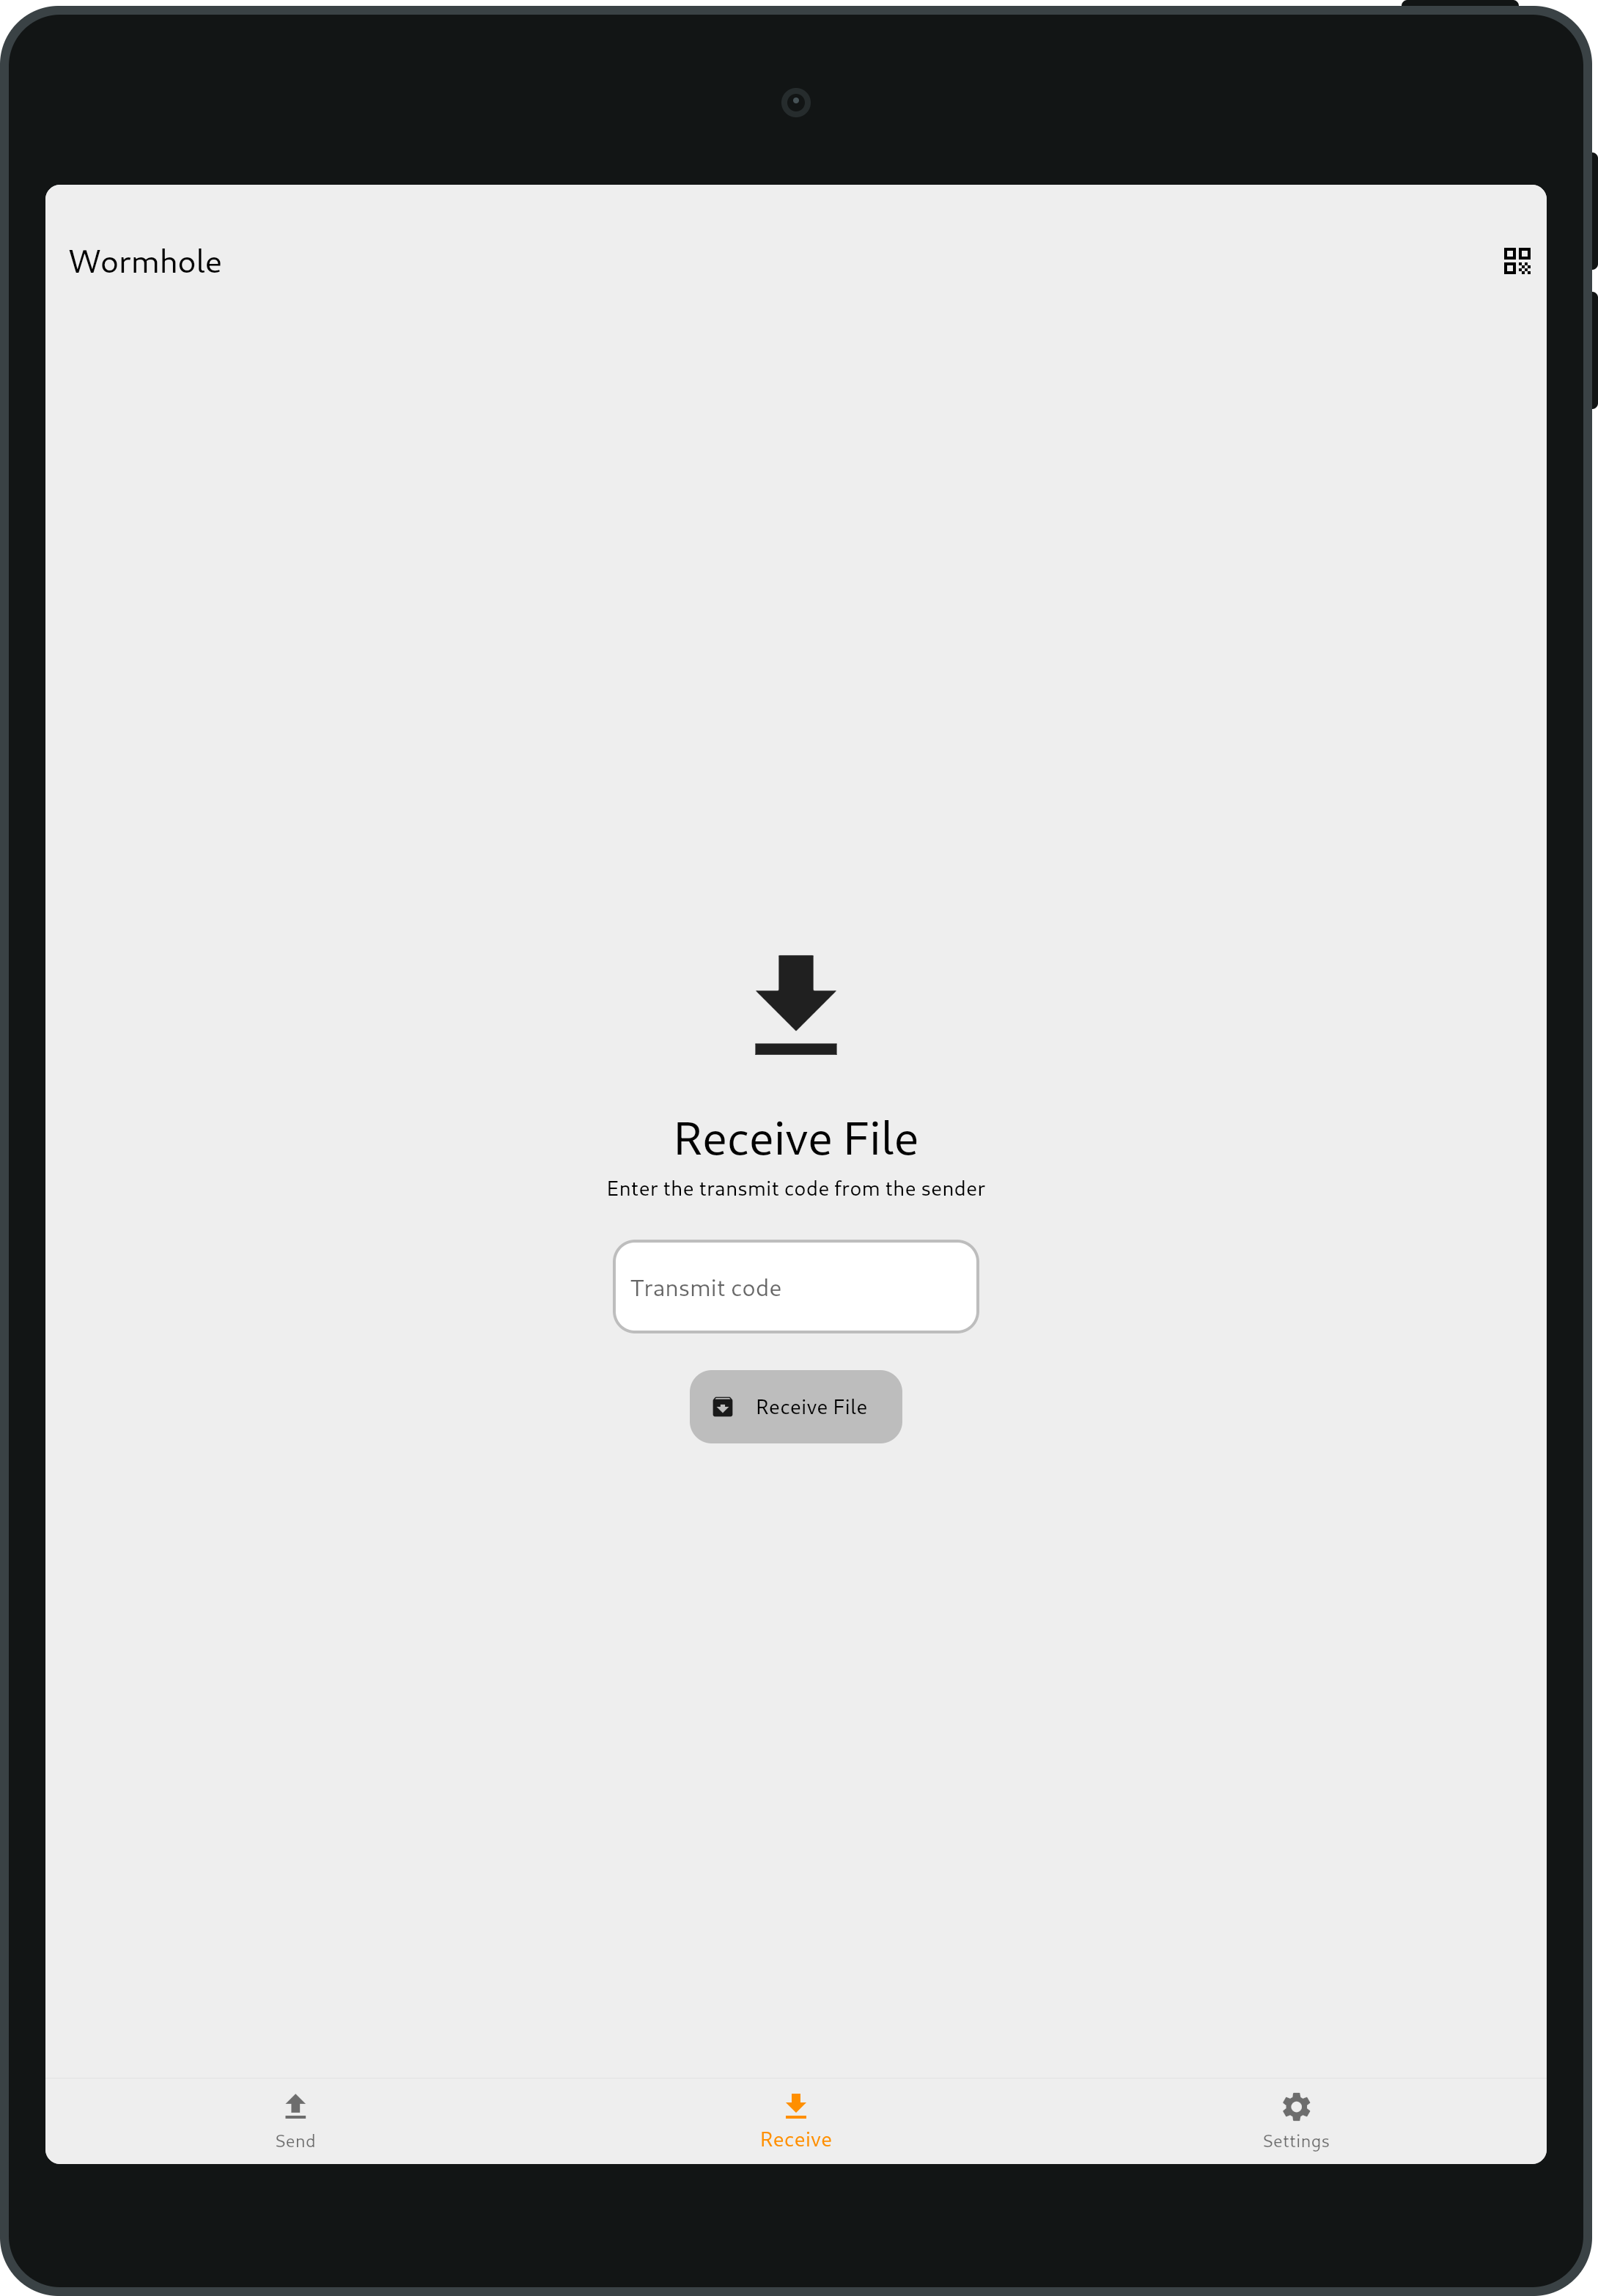 Wormhole
Receive File
Enter the transmit code from the sender
Transmit code
Receive File
Send
Receive
Settings